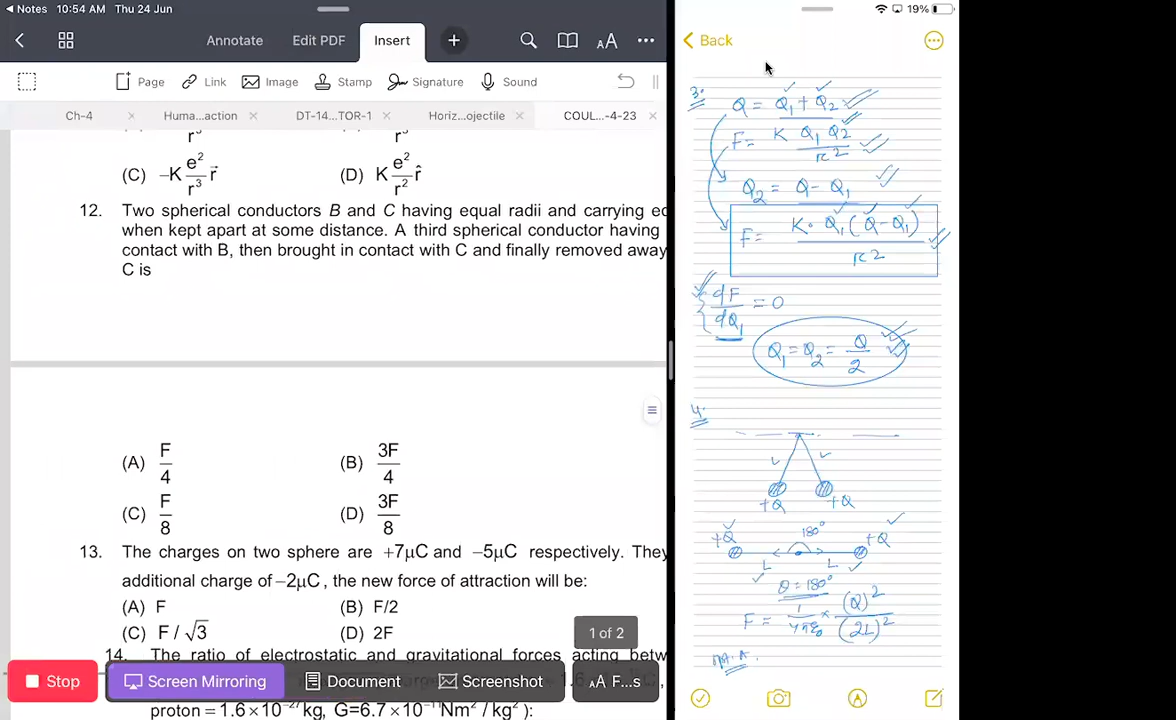 Notes 10:54 AM Thu 24 Jun
19%
Annotate Edit PDF Insert
Page Link Image Stamp Signature Sound
Ch-4 Huma...action DT-14...TOR-1 Horiz...ojectile COUL...-4-23
r³ r³
(C) −K e²/r³ r⃗ (D) K e²/r² r̂
12. Two spherical conductors B and C having equal radii and carrying
when kept apart at some distance. A third spherical conductor having
contact with B, then brought in contact with C and finally removed away
C is
(A) F/4 (B) 3F/4
(C) F/8 (D) 3F/8
13. The charges on two sphere are +7μC and −5μC respectively. They
additional charge of −2μC, the new force of attraction will be:
(A) F (B) F/2
(C) F / √3 (D) 2F
1 of 2
14. The ratio of electrostatic and gravitational forces acting
Stop Screen Mirroring Document Screenshot AA F...s
proton = 1.6×10⁻²⁷ kg, G=6.7×10⁻¹¹ Nm² / kg²):
Back
3.
Q = Q₁ + Q₂
F = K Q₁ Q₂ / r²
Q₂ = Q − Q₁
F = K · Q₁ (Q − Q₁) / r²
dF/dQ₁ = 0
Q₁ = Q₂ = Q/2
4.
L L
+Q +Q
+Q 180° +Q
L L
θ = 180°
F = 1/4πε₀ × (Q)²/(2L)²